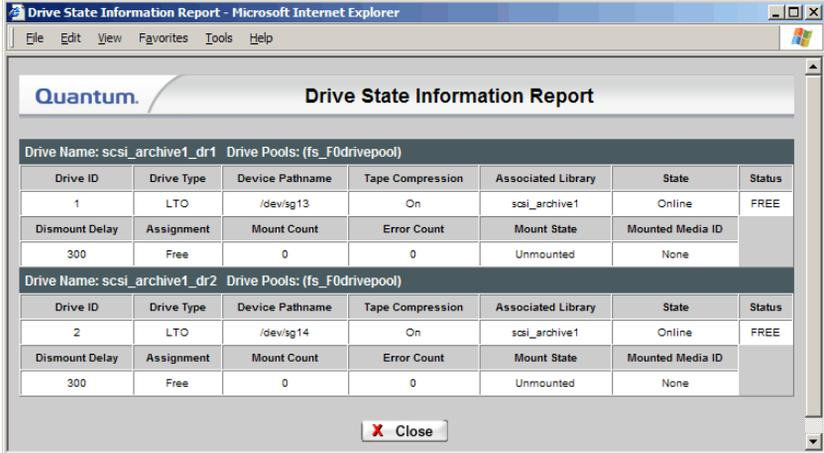 Drive State Information Report - Microsoft Internet Explorer
File Edit View Favorites Tools Help
Quantum. Drive State Information Report
Drive Name: scsi_archive1_dr1 Drive Pools: (fs_F0drivepool)
Drive ID Drive Type Device Pathname Tape Compression Associated Library State Status
1 LTO /dev/sg13 On scsi_archive1 Online FREE
Dismount Delay Assignment Mount Count Error Count Mount State Mounted Media ID
300 Free 0 0 Unmounted None
Drive Name: scsi_archive1_dr2 Drive Pools: (fs_F0drivepool)
Drive ID Drive Type Device Pathname Tape Compression Associated Library State Status
2 LTO /dev/sg14 On scsi_archive1 Online FREE
Dismount Delay Assignment Mount Count Error Count Mount State Mounted Media ID
300 Free 0 0 Unmounted None
X Close